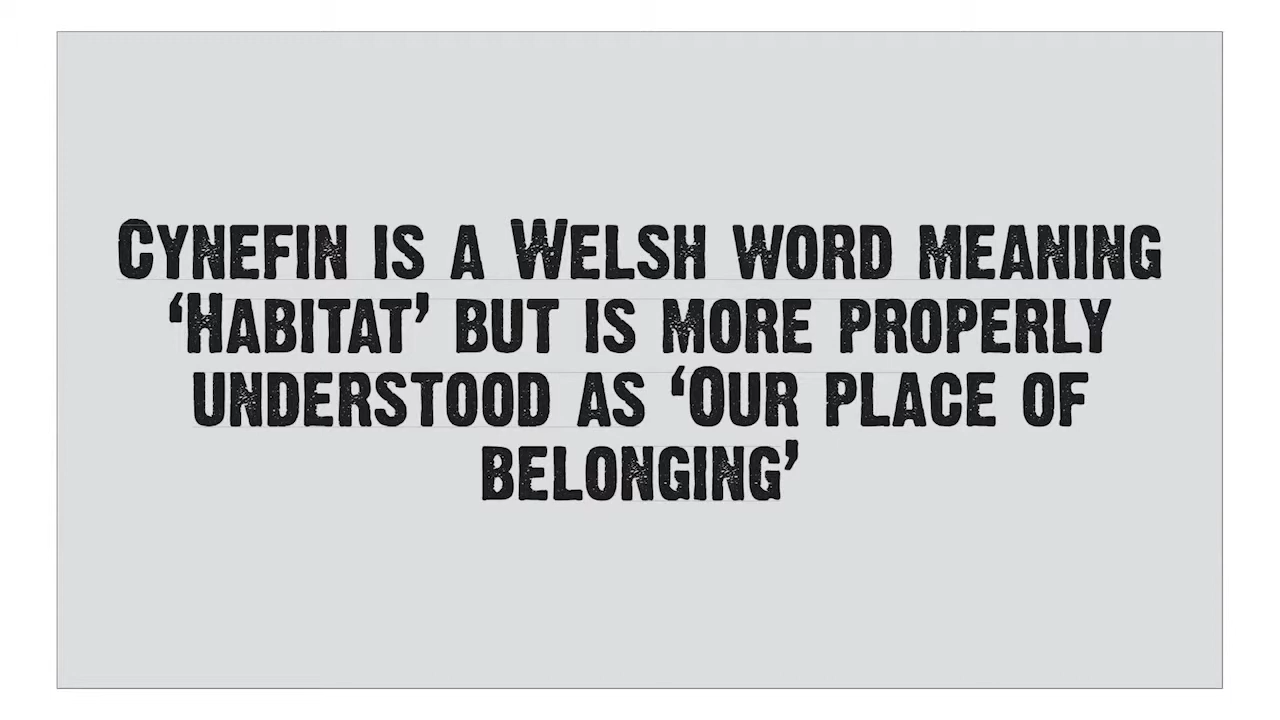 Cynefin is a Welsh word meaning
‘Habitat’ but is more properly
understood as ‘Our place of
belonging’